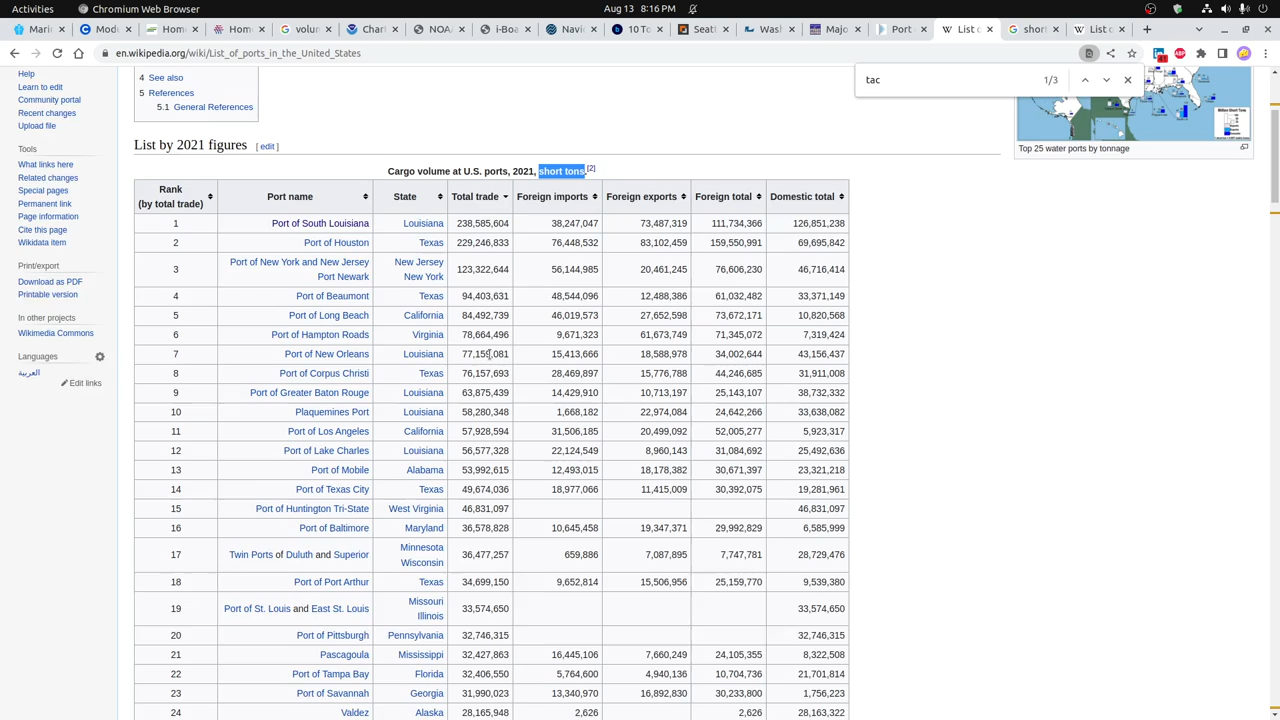 Activities
Chromium Web Browser
Aug 13 8:16 PM
Mari
Modi
Hom
Hom
volum
Chart
NOA
i-Boa
Navic
10 To
Seatt
Wash
Majo
Port
List o
short
List o
en.wikipedia.org/wiki/List_of_ports_in_the_United_States
41
ABP
tac 1/3
Help
Learn to edit
Community portal
Recent changes
Upload file
Tools
What links here
Related changes
Special pages
Permanent link
Page information
Cite this page
Wikidata item
Print/export
Download as PDF
Printable version
In other projects
Wikimedia Commons
Languages
العربية
Edit links
4 See also
5 References
5.1 General References
Top 25 water ports by tonnage
List by 2021 figures [ edit ]
Cargo volume at U.S. ports, 2021, short tons.[2]
Rank (by total trade) Port name State Total trade Foreign imports Foreign exports Foreign total Domestic total
1 Port of South Louisiana Louisiana 238,585,604 38,247,047 73,487,319 111,734,366 126,851,238
2 Port of Houston Texas 229,246,833 76,448,532 83,102,459 159,550,991 69,695,842
3 Port of New York and New Jersey Port Newark New Jersey New York 123,322,644 56,144,985 20,461,245 76,606,230 46,716,414
4 Port of Beaumont Texas 94,403,631 48,544,096 12,488,386 61,032,482 33,371,149
5 Port of Long Beach California 84,492,739 46,019,573 27,652,598 73,672,171 10,820,568
6 Port of Hampton Roads Virginia 78,664,496 9,671,323 61,673,749 71,345,072 7,319,424
7 Port of New Orleans Louisiana 77,159,081 15,413,666 18,588,978 34,002,644 43,156,437
8 Port of Corpus Christi Texas 76,157,693 28,469,897 15,776,788 44,246,685 31,911,008
9 Port of Greater Baton Rouge Louisiana 63,875,439 14,429,910 10,713,197 25,143,107 38,732,332
10 Plaquemines Port Louisiana 58,280,348 1,668,182 22,974,084 24,642,266 33,638,082
11 Port of Los Angeles California 57,928,594 31,506,185 20,499,092 52,005,277 5,923,317
12 Port of Lake Charles Louisiana 56,577,328 22,124,549 8,960,143 31,084,692 25,492,636
13 Port of Mobile Alabama 53,992,615 12,493,015 18,178,382 30,671,397 23,321,218
14 Port of Texas City Texas 49,674,036 18,977,066 11,415,009 30,392,075 19,281,961
15 Port of Huntington Tri-State West Virginia 46,831,097 46,831,097
16 Port of Baltimore Maryland 36,578,828 10,645,458 19,347,371 29,992,829 6,585,999
17 Twin Ports of Duluth and Superior Minnesota Wisconsin 36,477,257 659,886 7,087,895 7,747,781 28,729,476
18 Port of Port Arthur Texas 34,699,150 9,652,814 15,506,956 25,159,770 9,539,380
19 Port of St. Louis and East St. Louis Missouri Illinois 33,574,650 33,574,650
20 Port of Pittsburgh Pennsylvania 32,746,315 32,746,315
21 Pascagoula Mississippi 32,427,863 16,445,106 7,660,249 24,105,355 8,322,508
22 Port of Tampa Bay Florida 32,406,550 5,764,600 4,940,136 10,704,736 21,701,814
23 Port of Savannah Georgia 31,990,023 13,340,970 16,892,830 30,233,800 1,756,223
24 Valdez Alaska 28,165,948 2,626 2,626 28,163,322